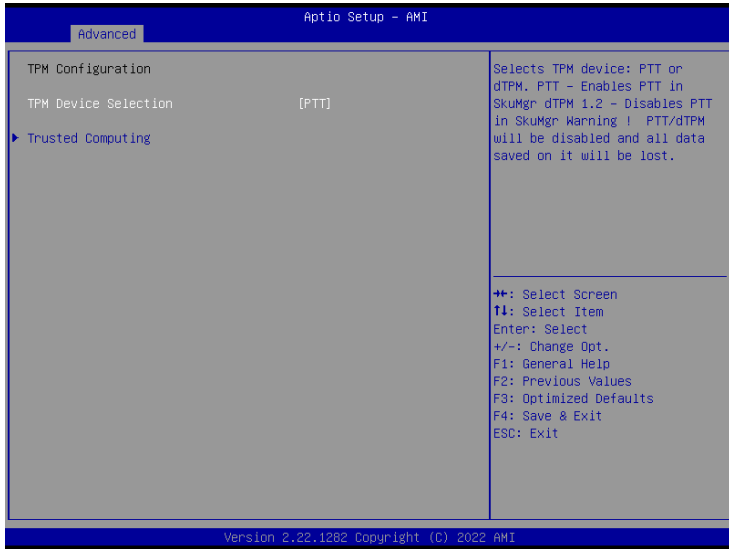 Aptio Setup – AMI
Advanced
TPM Configuration
TPM Device Selection [PTT]
Trusted Computing
Selects TPM device: PTT or
dTPM. PTT – Enables PTT in
SkuMgr dTPM 1.2 – Disables PTT
in SkuMgr Warning ! PTT/dTPM
will be disabled and all data
saved on it will be lost.
→←: Select Screen
↑↓: Select Item
Enter: Select
+/–: Change Opt.
F1: General Help
F2: Previous Values
F3: Optimized Defaults
F4: Save & Exit
ESC: Exit
Version 2.22.1282 Copyright (C) 2022 AMI